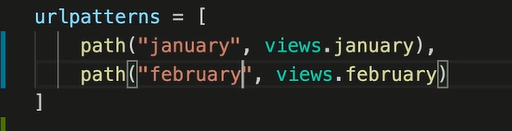 urlpatterns = [
    path("january", views.january),
    path("february", views.february)
]